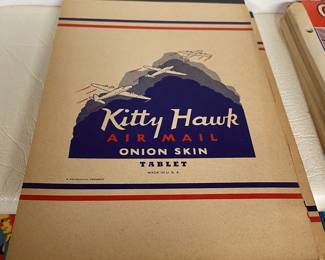 Kitty Hawk
AIR MAIL
ONION SKIN
TABLET
MADE IN U. S. A.